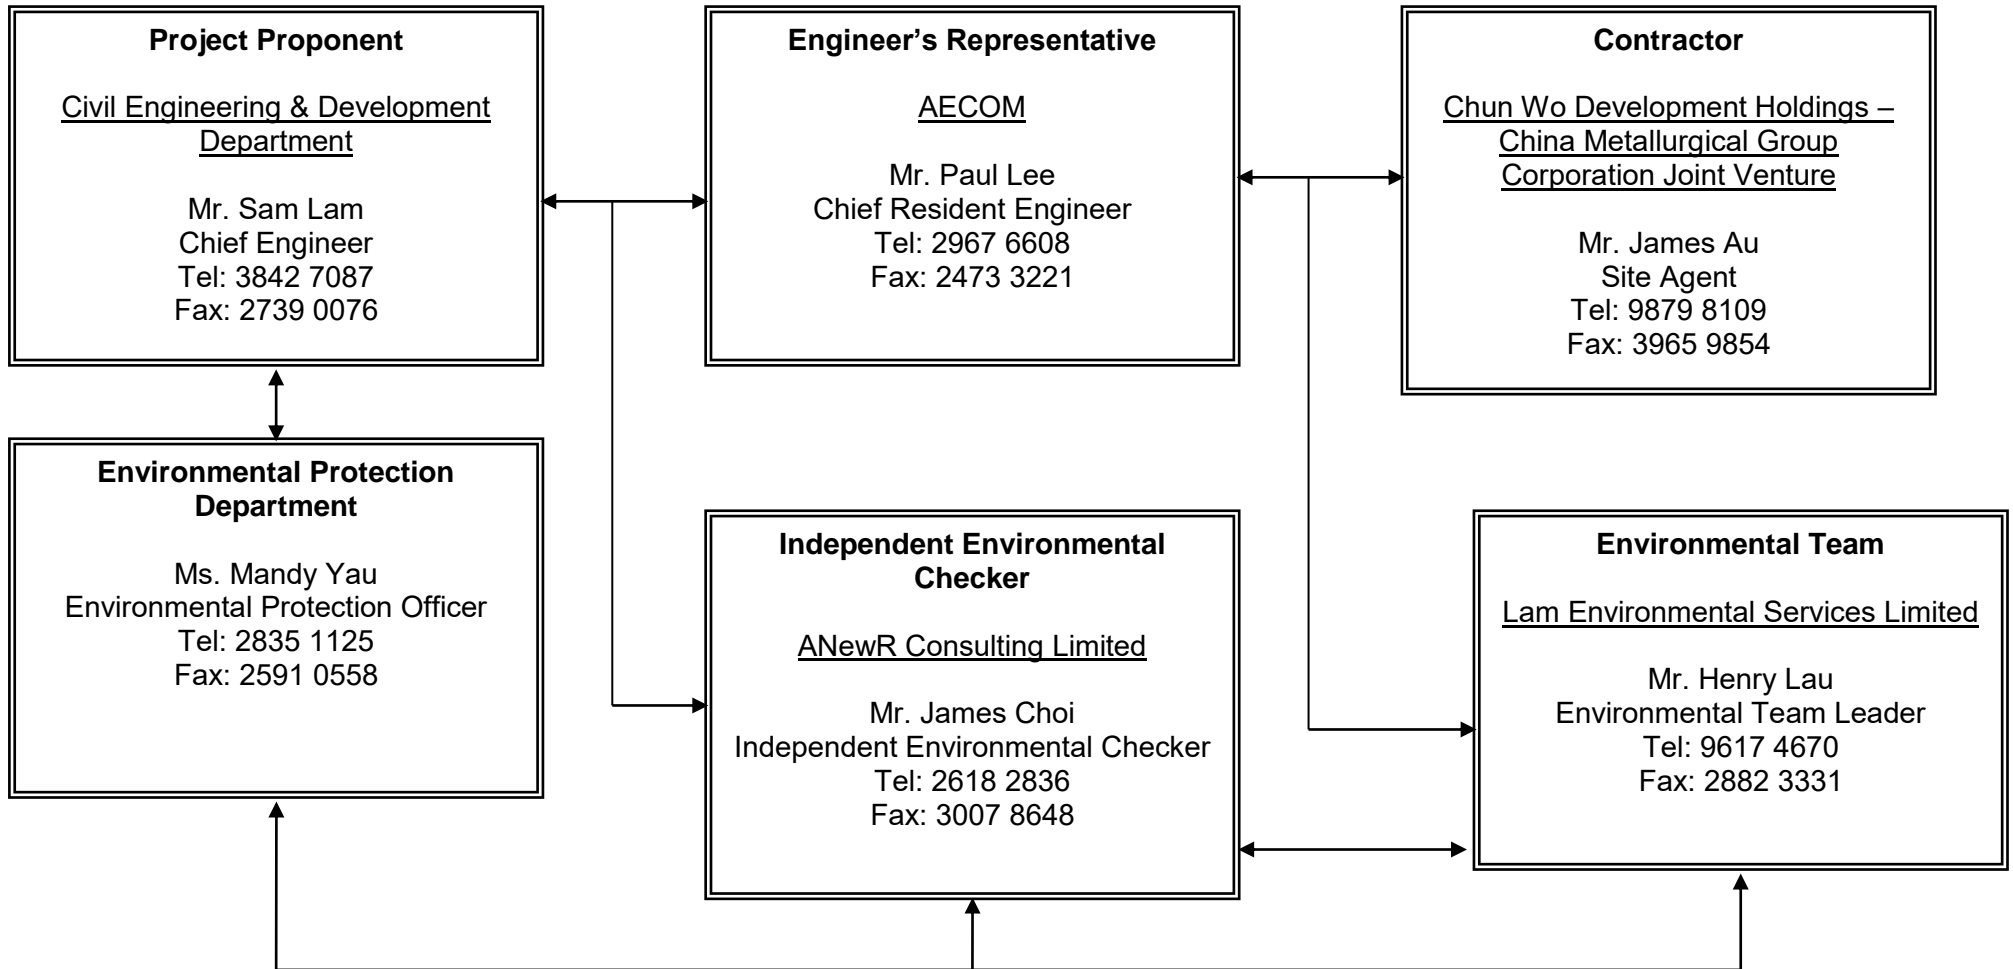 Project Proponent
Civil Engineering & Development
Department
Mr. Sam Lam
Chief Engineer
Tel: 3842 7087
Fax: 2739 0076
Engineer’s Representative
AECOM
Mr. Paul Lee
Chief Resident Engineer
Tel: 2967 6608
Fax: 2473 3221
Contractor
Chun Wo Development Holdings –
China Metallurgical Group
Corporation Joint Venture
Mr. James Au
Site Agent
Tel: 9879 8109
Fax: 3965 9854
Environmental Protection
Department
Ms. Mandy Yau
Environmental Protection Officer
Tel: 2835 1125
Fax: 2591 0558
Independent Environmental
Checker
ANewR Consulting Limited
Mr. James Choi
Independent Environmental Checker
Tel: 2618 2836
Fax: 3007 8648
Environmental Team
Lam Environmental Services Limited
Mr. Henry Lau
Environmental Team Leader
Tel: 9617 4670
Fax: 2882 3331